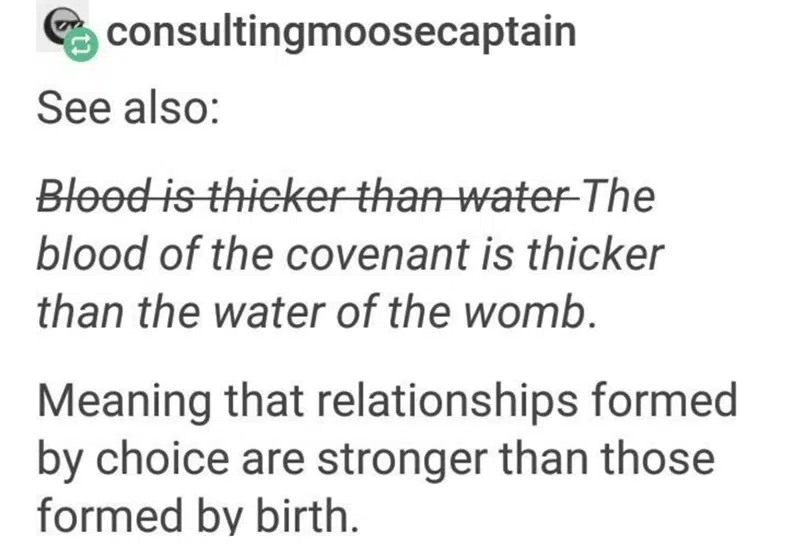 consultingmoosecaptain
See also:
Blood is thicker than water The
blood of the covenant is thicker
than the water of the womb.
Meaning that relationships formed
by choice are stronger than those
formed by birth.